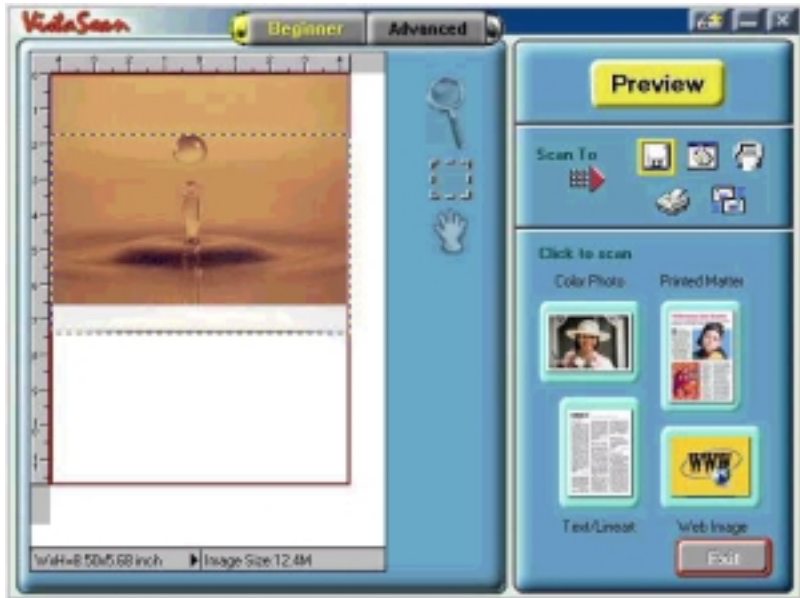 VistaScan
Beginner
Advanced
Preview
Scan To
Click to scan
Color Photo
Printed Matter
WWW
Text/Lineart
Web Image
WxH=8.50x5.68 inch
Image Size:12.4M
Exit